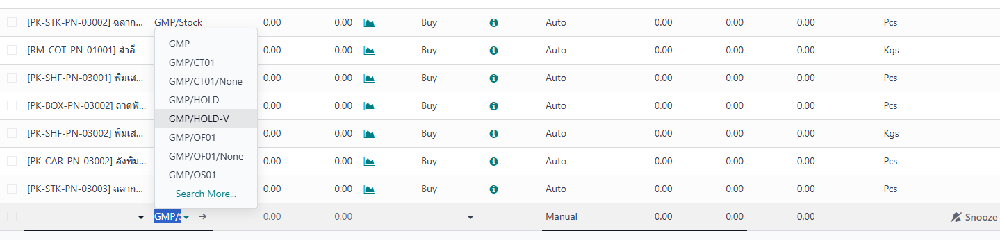 [PK-STK-PN-03002] ฉลาก... GMP/Stock 0.00 0.00 Buy Auto 0.00 0.00 0.00 Pcs
[RM-COT-PN-01001] สำลี 0.00 0.00 Buy Auto 0.00 0.00 0.00 Kgs
[PK-SHF-PN-03001] พิมเส... 0.00 0.00 Buy Auto 0.00 0.00 0.00 Pcs
[PK-BOX-PN-03002] ถาดพิ... 0.00 0.00 Buy Auto 0.00 0.00 0.00 Pcs
[PK-SHF-PN-03002] พิมเส... 0.00 0.00 Buy Auto 0.00 0.00 0.00 Kgs
[PK-CAR-PN-03002] ลังพิม... 0.00 0.00 Buy Auto 0.00 0.00 0.00 Pcs
[PK-STK-PN-03003] ฉลาก... 0.00 0.00 Buy Auto 0.00 0.00 0.00 Pcs
GMP
GMP/CT01
GMP/CT01/None
GMP/HOLD
GMP/HOLD-V
GMP/OF01
GMP/OF01/None
GMP/OS01
Search More...
GMP/S 0.00 0.00 Manual 0.00 0.00 0.00 Snooze